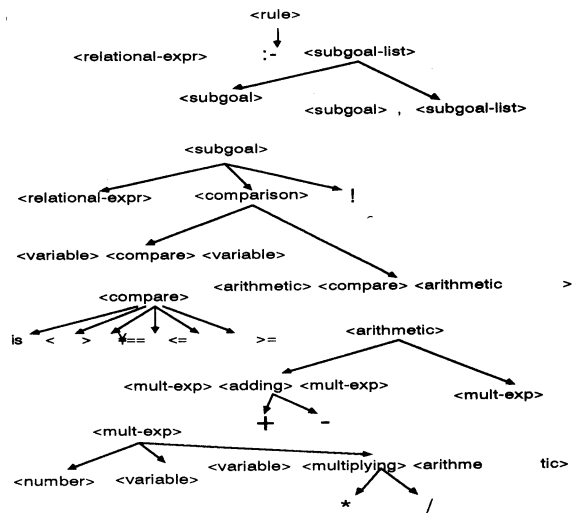 <rule>
<relational-expr> :- <subgoal-list>
<subgoal> <subgoal> , <subgoal-list>
<subgoal>
<relational-expr> <comparison> !
<variable> <compare> <variable>
<arithmetic> <compare> <arithmetic >
<compare>
is < > ¥== <= >=
<arithmetic>
<mult-exp> <adding> <mult-exp> <mult-exp>
+ -
<mult-exp>
<number> <variable> <variable> <multiplying> <arithme tic>
* /